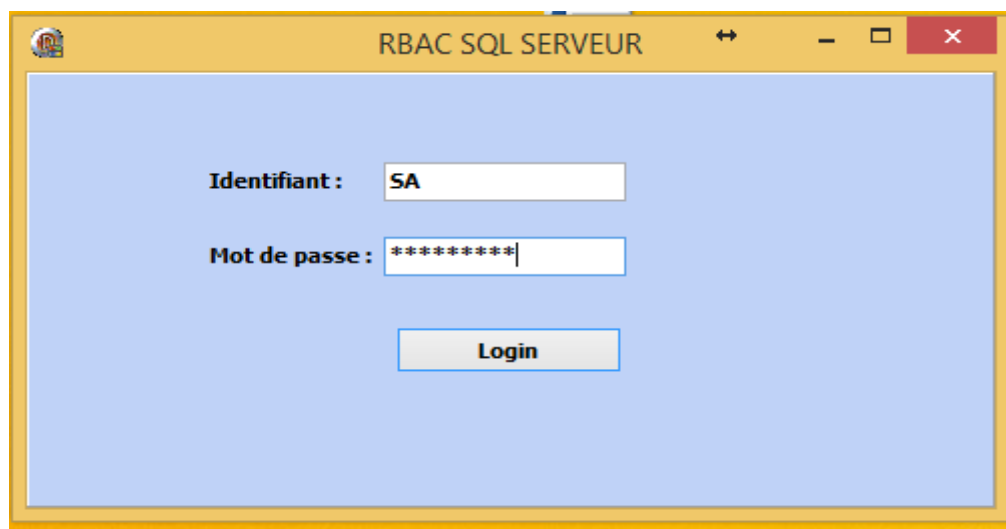 RBAC SQL SERVEUR
Identifiant : SA
Mot de passe : *********
Login